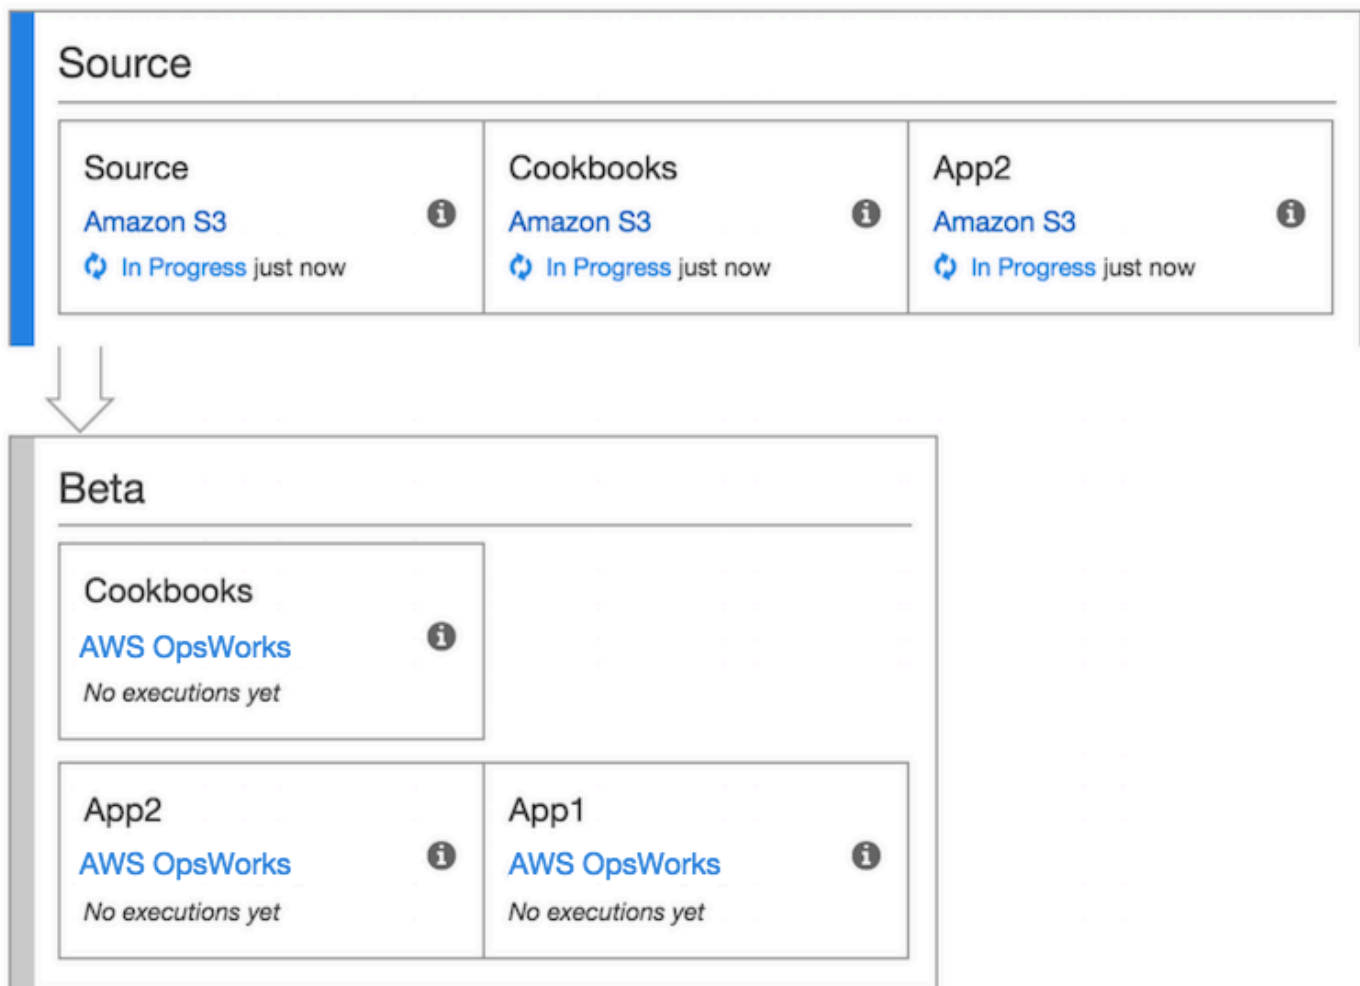 Source
Source
Amazon S3
In Progress just now
Cookbooks
Amazon S3
In Progress just now
App2
Amazon S3
In Progress just now
Beta
Cookbooks
AWS OpsWorks
No executions yet
App2
AWS OpsWorks
No executions yet
App1
AWS OpsWorks
No executions yet